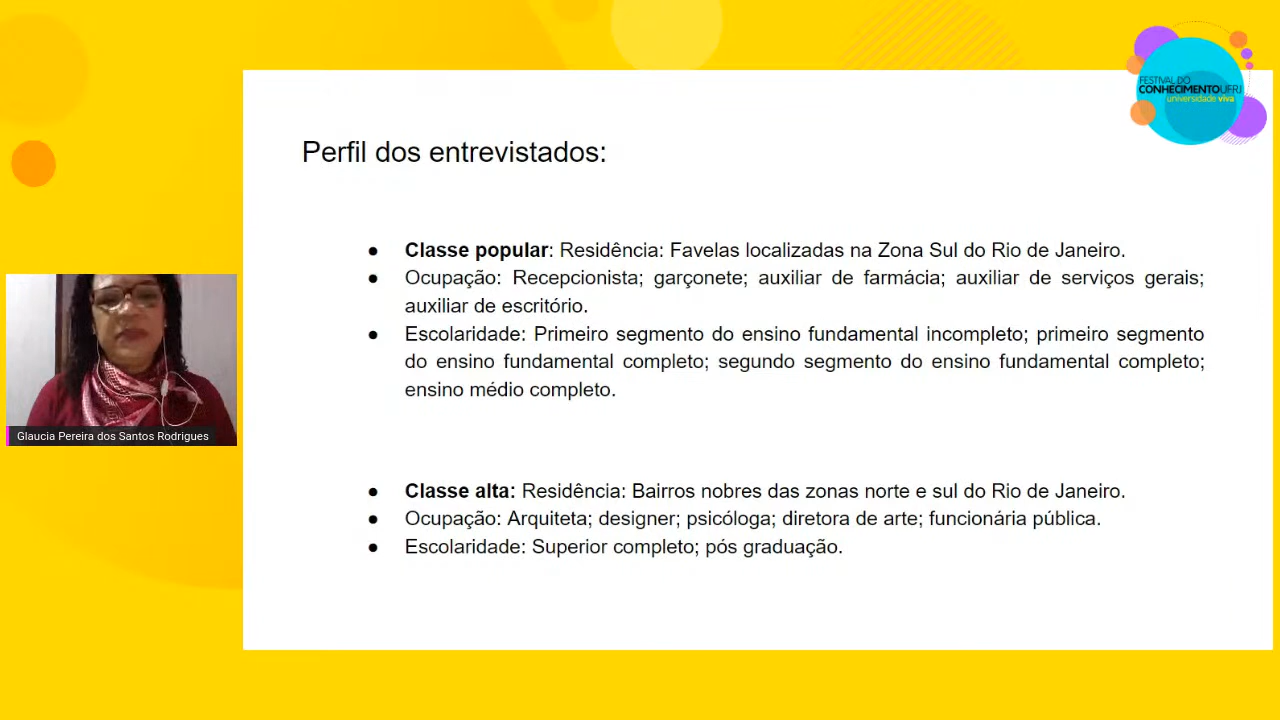 FESTIVAL DO
CONHECIMENTO UFRJ
universidade viva
Perfil dos entrevistados:
● Classe popular: Residência: Favelas localizadas na Zona Sul do Rio de Janeiro.
● Ocupação: Recepcionista; garçonete; auxiliar de farmácia; auxiliar de serviços gerais;
auxiliar de escritório.
● Escolaridade: Primeiro segmento do ensino fundamental incompleto; primeiro segmento
do ensino fundamental completo; segundo segmento do ensino fundamental completo;
ensino médio completo.
Glaucia Pereira dos Santos Rodrigues
● Classe alta: Residência: Bairros nobres das zonas norte e sul do Rio de Janeiro.
● Ocupação: Arquiteta; designer; psicóloga; diretora de arte; funcionária pública.
● Escolaridade: Superior completo; pós graduação.